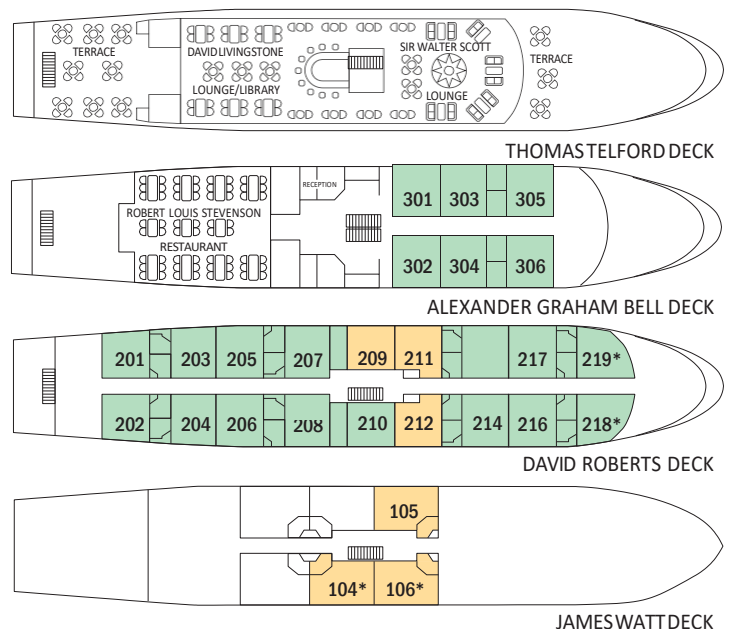 TERRACE
DAVID LIVINGSTONE
LOUNGE/LIBRARY
SIR WALTER SCOTT
LOUNGE
TERRACE
THOMAS TELFORD DECK
ROBERT LOUIS STEVENSON
RESTAURANT
RECEPTION
301 303 305
302 304 306
ALEXANDER GRAHAM BELL DECK
201 203 205 207 209 211 217 219*
202 204 206 208 210 212 214 216 218*
DAVID ROBERTS DECK
105
104* 106*
JAMES WATT DECK